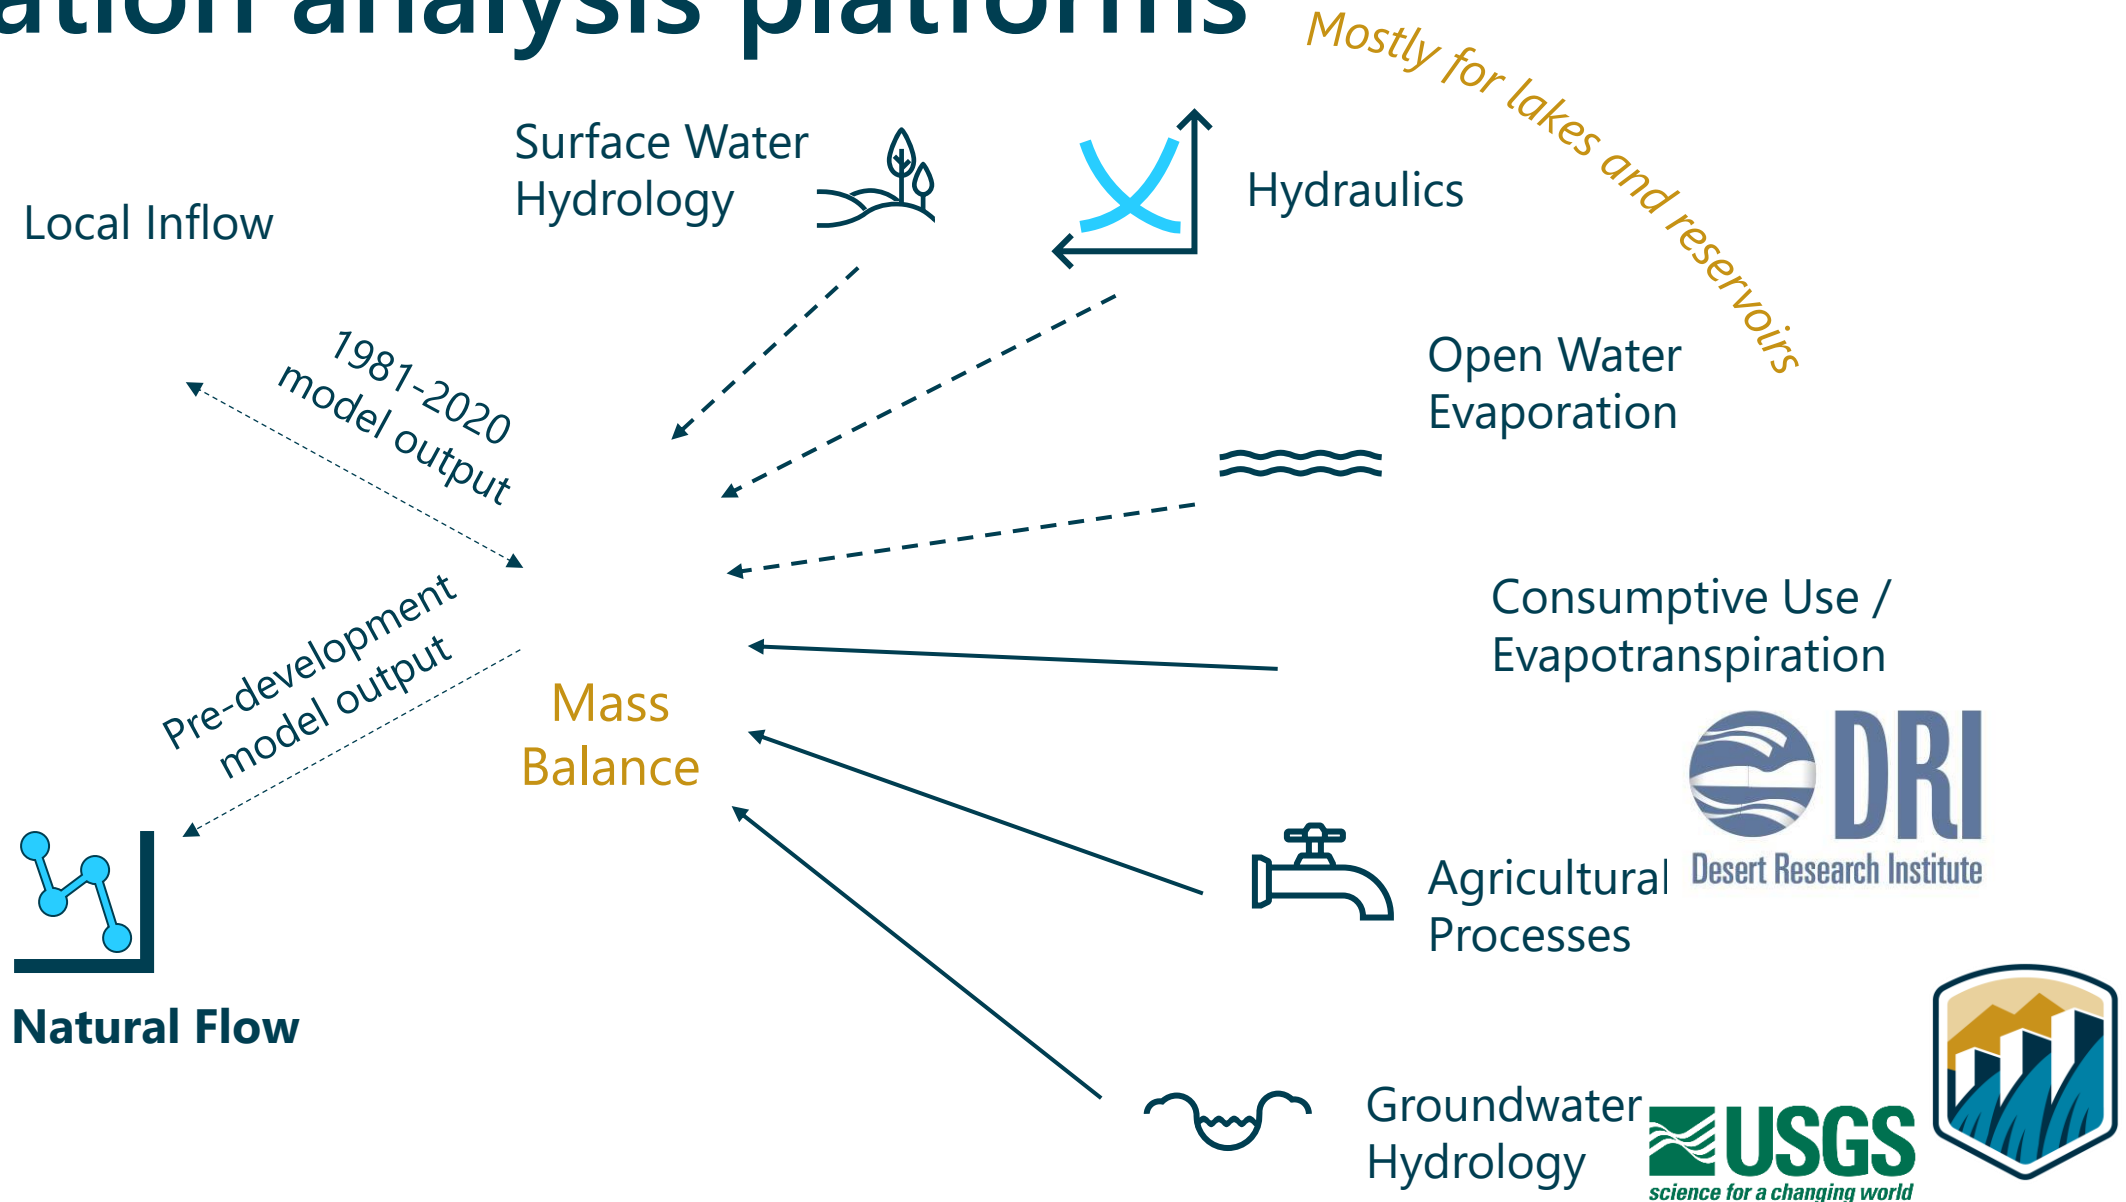 ation analysis platforms
Mostly for lakes and reservoirs
Surface Water
Hydrology
Hydraulics
Local Inflow
1981-2020
model output
Open Water
Evaporation
Pre-development
model output
Mass
Balance
Consumptive Use /
Evapotranspiration
DRI
Desert Research Institute
Agricultural
Processes
Natural Flow
Groundwater
Hydrology
USGS
science for a changing world